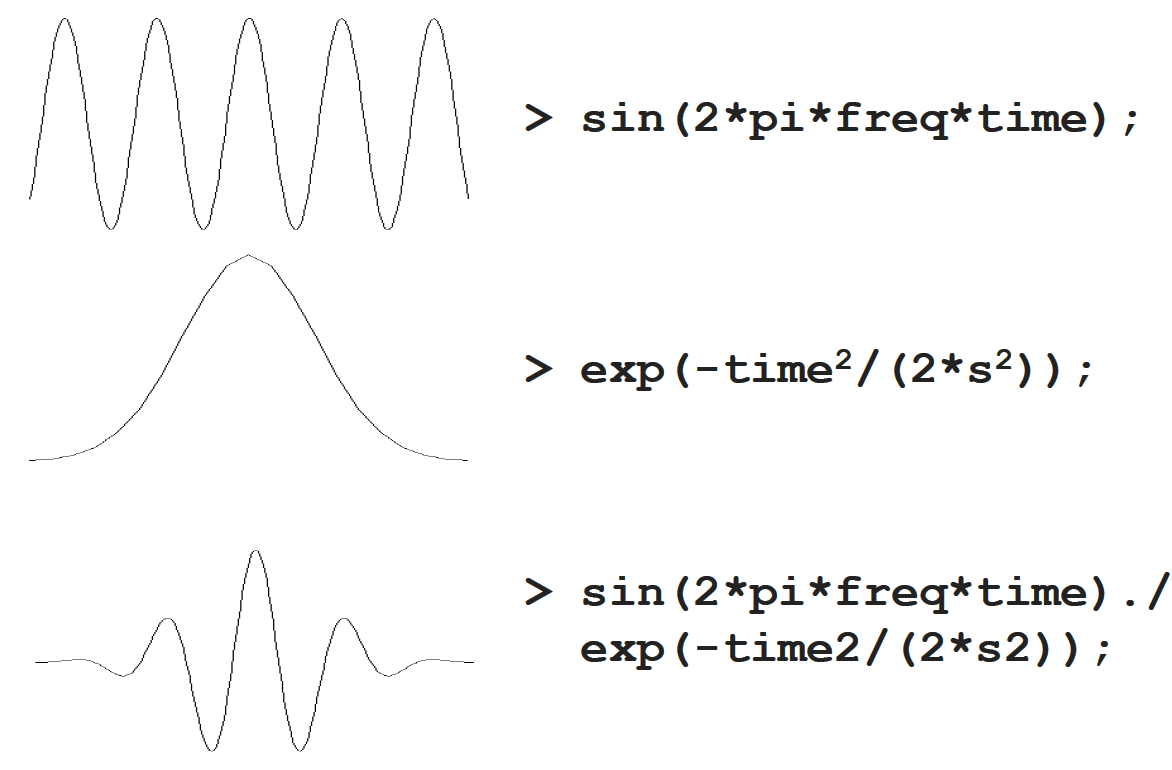 > sin(2*pi*freq*time);
> exp(-time²/(2*s²));
> sin(2*pi*freq*time)./
exp(-time2/(2*s2));